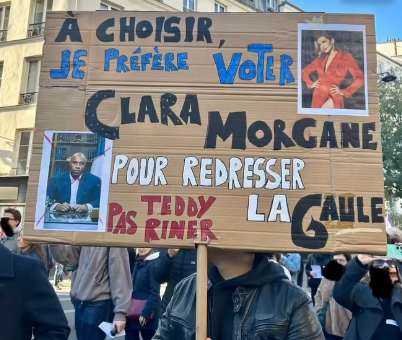 À CHOISIR,
JE PRÉFÈRE VOTER
CLARA
MORGANE
POUR REDRESSER
LA GAULE
PAS TEDDY
RINER